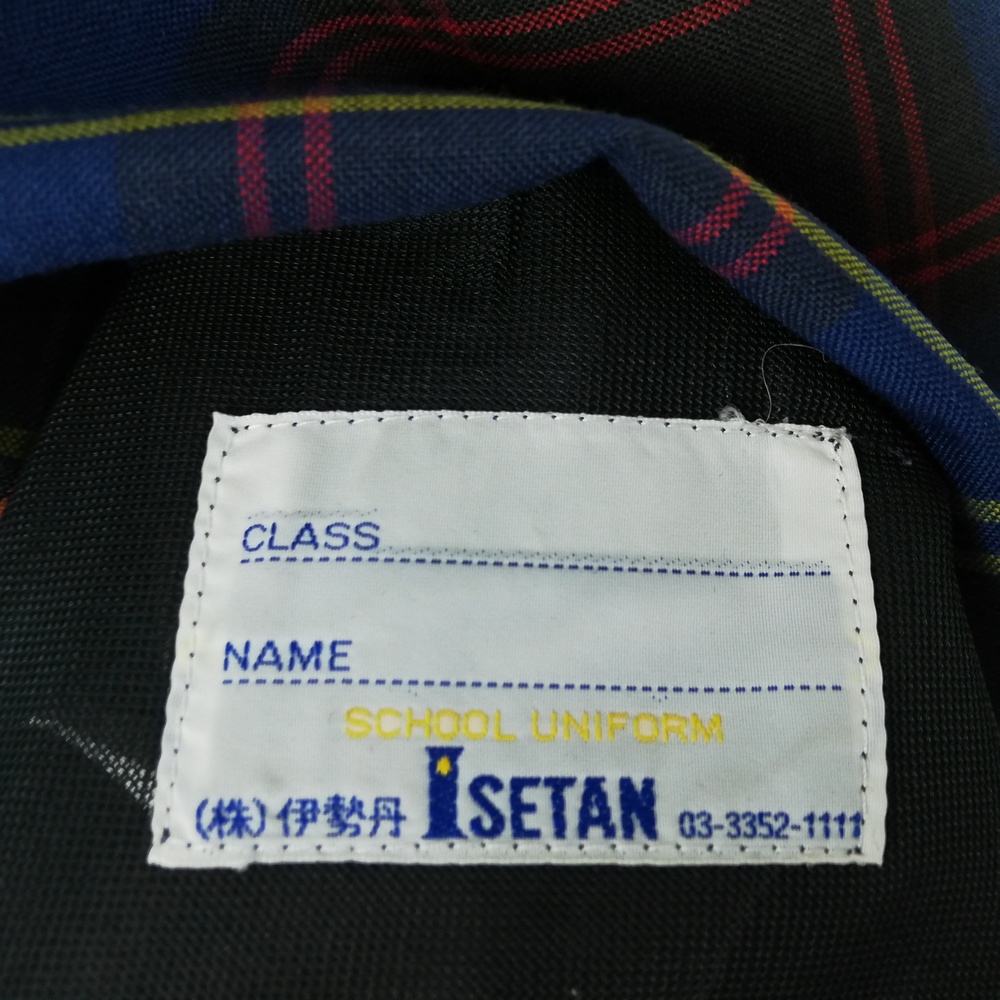 CLASS
NAME
SCHOOL UNIFORM
(株)伊勢丹 ISETAN 03-3352-1111